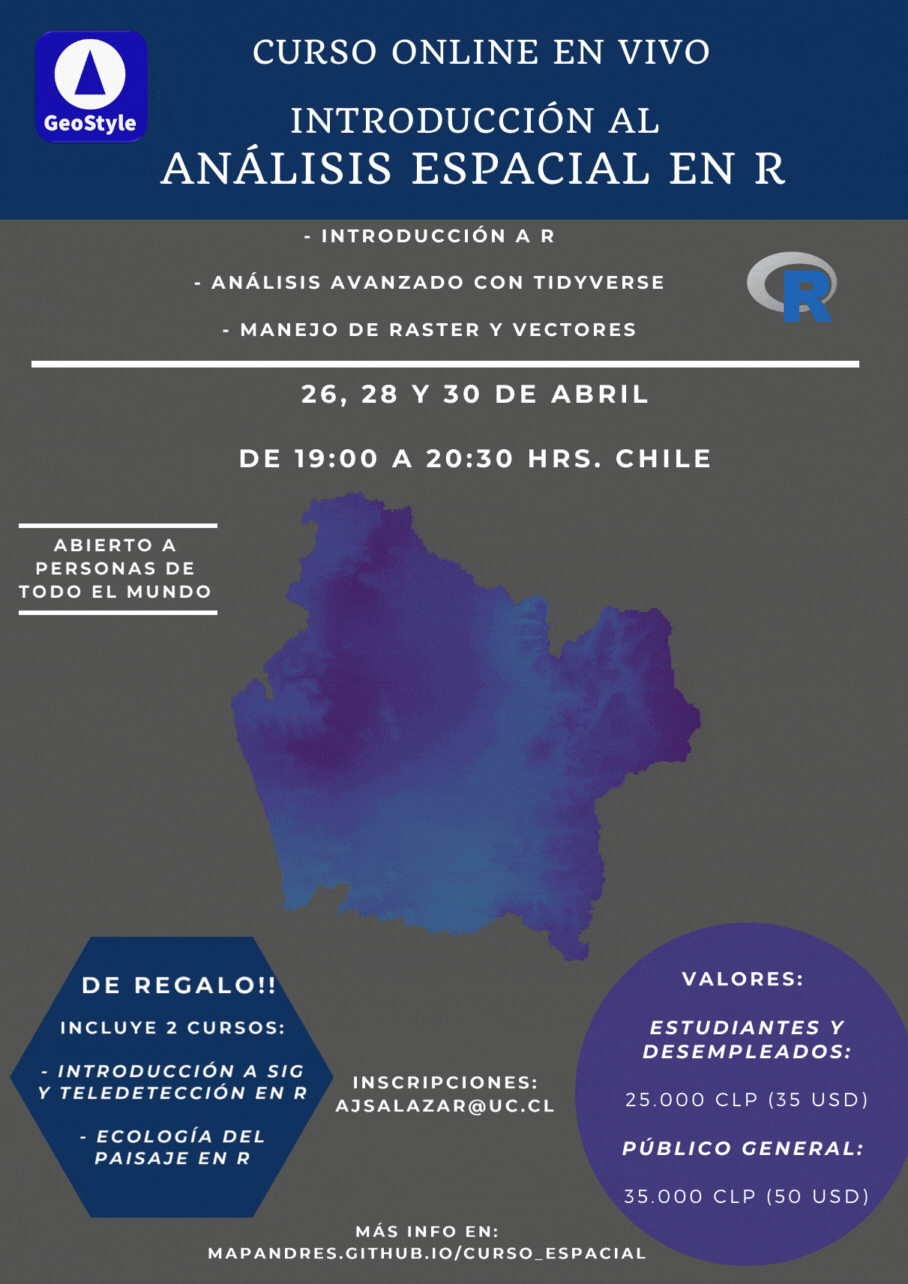 GeoStyle
CURSO ONLINE EN VIVO
INTRODUCCIÓN AL
ANÁLISIS ESPACIAL EN R
- INTRODUCCIÓN A R
- ANÁLISIS AVANZADO CON TIDYVERSE
- MANEJO DE RASTER Y VECTORES
R
26, 28 Y 30 DE ABRIL
DE 19:00 A 20:30 HRS. CHILE
ABIERTO A
PERSONAS DE
TODO EL MUNDO
DE REGALO!!
INCLUYE 2 CURSOS:
- INTRODUCCIÓN A SIG
Y TELEDETECCIÓN EN R
- ECOLOGÍA DEL
PAISAJE EN R
INSCRIPCIONES:
AJSALAZAR@UC.CL
VALORES:
ESTUDIANTES Y
DESEMPLEADOS:
25.000 CLP (35 USD)
PÚBLICO GENERAL:
35.000 CLP (50 USD)
MÁS INFO EN:
MAPANDRES.GITHUB.IO/CURSO_ESPACIAL